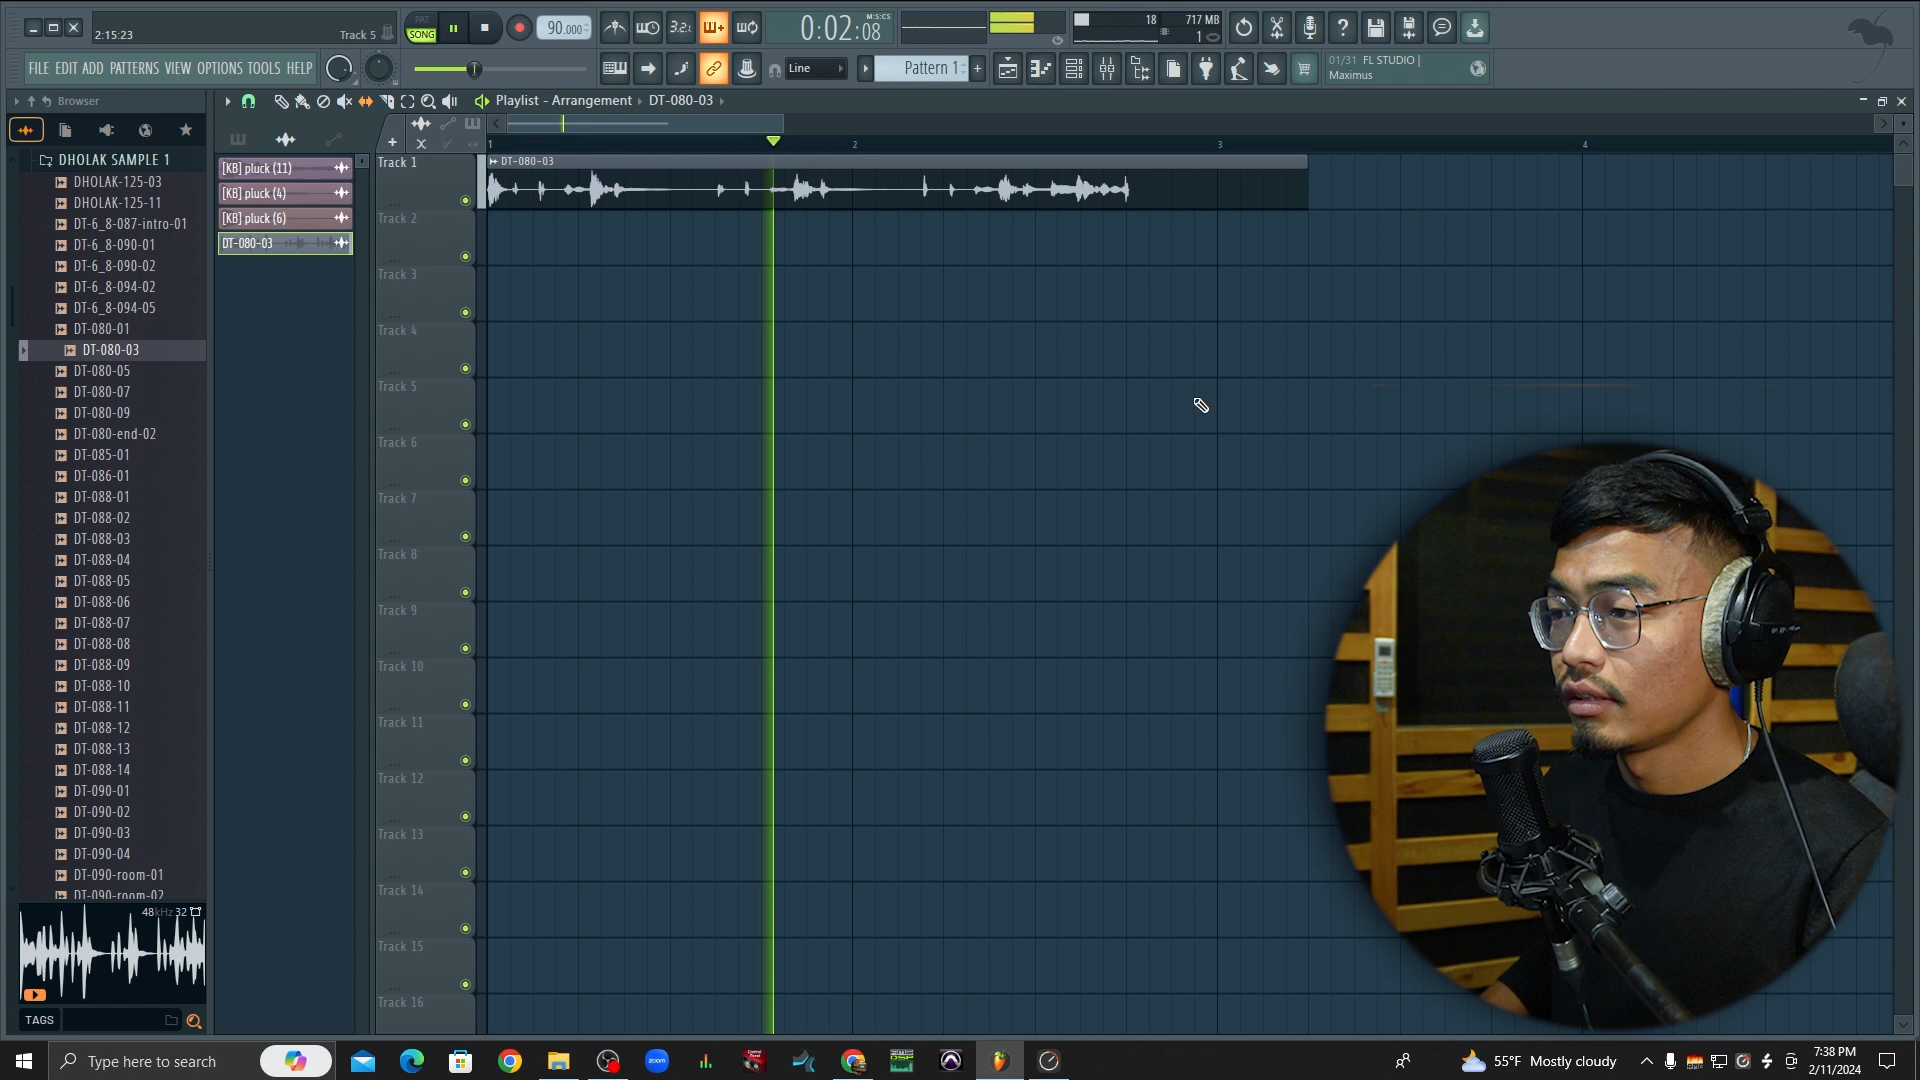 2:15:23
Track 5
PAT
SONG
90.000
3.2:
0:02:08
M:S:CS
18
717 MB
1
FILE EDIT ADD PATTERNS VIEW OPTIONS TOOLS HELP
Line
Pattern 1
01/31 FL STUDIO |
Maximus
Browser
Playlist - Arrangement
DT-080-03
DHOLAK SAMPLE 1
DHOLAK-125-03
DHOLAK-125-11
DT-6_8-087-intro-01
DT-6_8-090-01
DT-6_8-090-02
DT-6_8-094-02
DT-6_8-094-05
DT-080-01
DT-080-03
DT-080-05
DT-080-07
DT-080-09
DT-080-end-02
DT-085-01
DT-086-01
DT-088-01
DT-088-02
DT-088-03
DT-088-04
DT-088-05
DT-088-06
DT-088-07
DT-088-08
DT-088-09
DT-088-10
DT-088-11
DT-088-12
DT-088-13
DT-088-14
DT-090-01
DT-090-02
DT-090-03
DT-090-04
DT-090-room-01
DT-090-room-02
48kHz 32
TAGS
[KB] pluck (11)
[KB] pluck (4)
[KB] pluck (6)
DT-080-03
1
2
3
4
DT-080-03
Track 1
Track 2
Track 3
Track 4
Track 5
Track 6
Track 7
Track 8
Track 9
Track 10
Track 11
Track 12
Track 13
Track 14
Track 15
Track 16
Type here to search
zoom
55°F Mostly cloudy
7:38 PM
2/11/2024